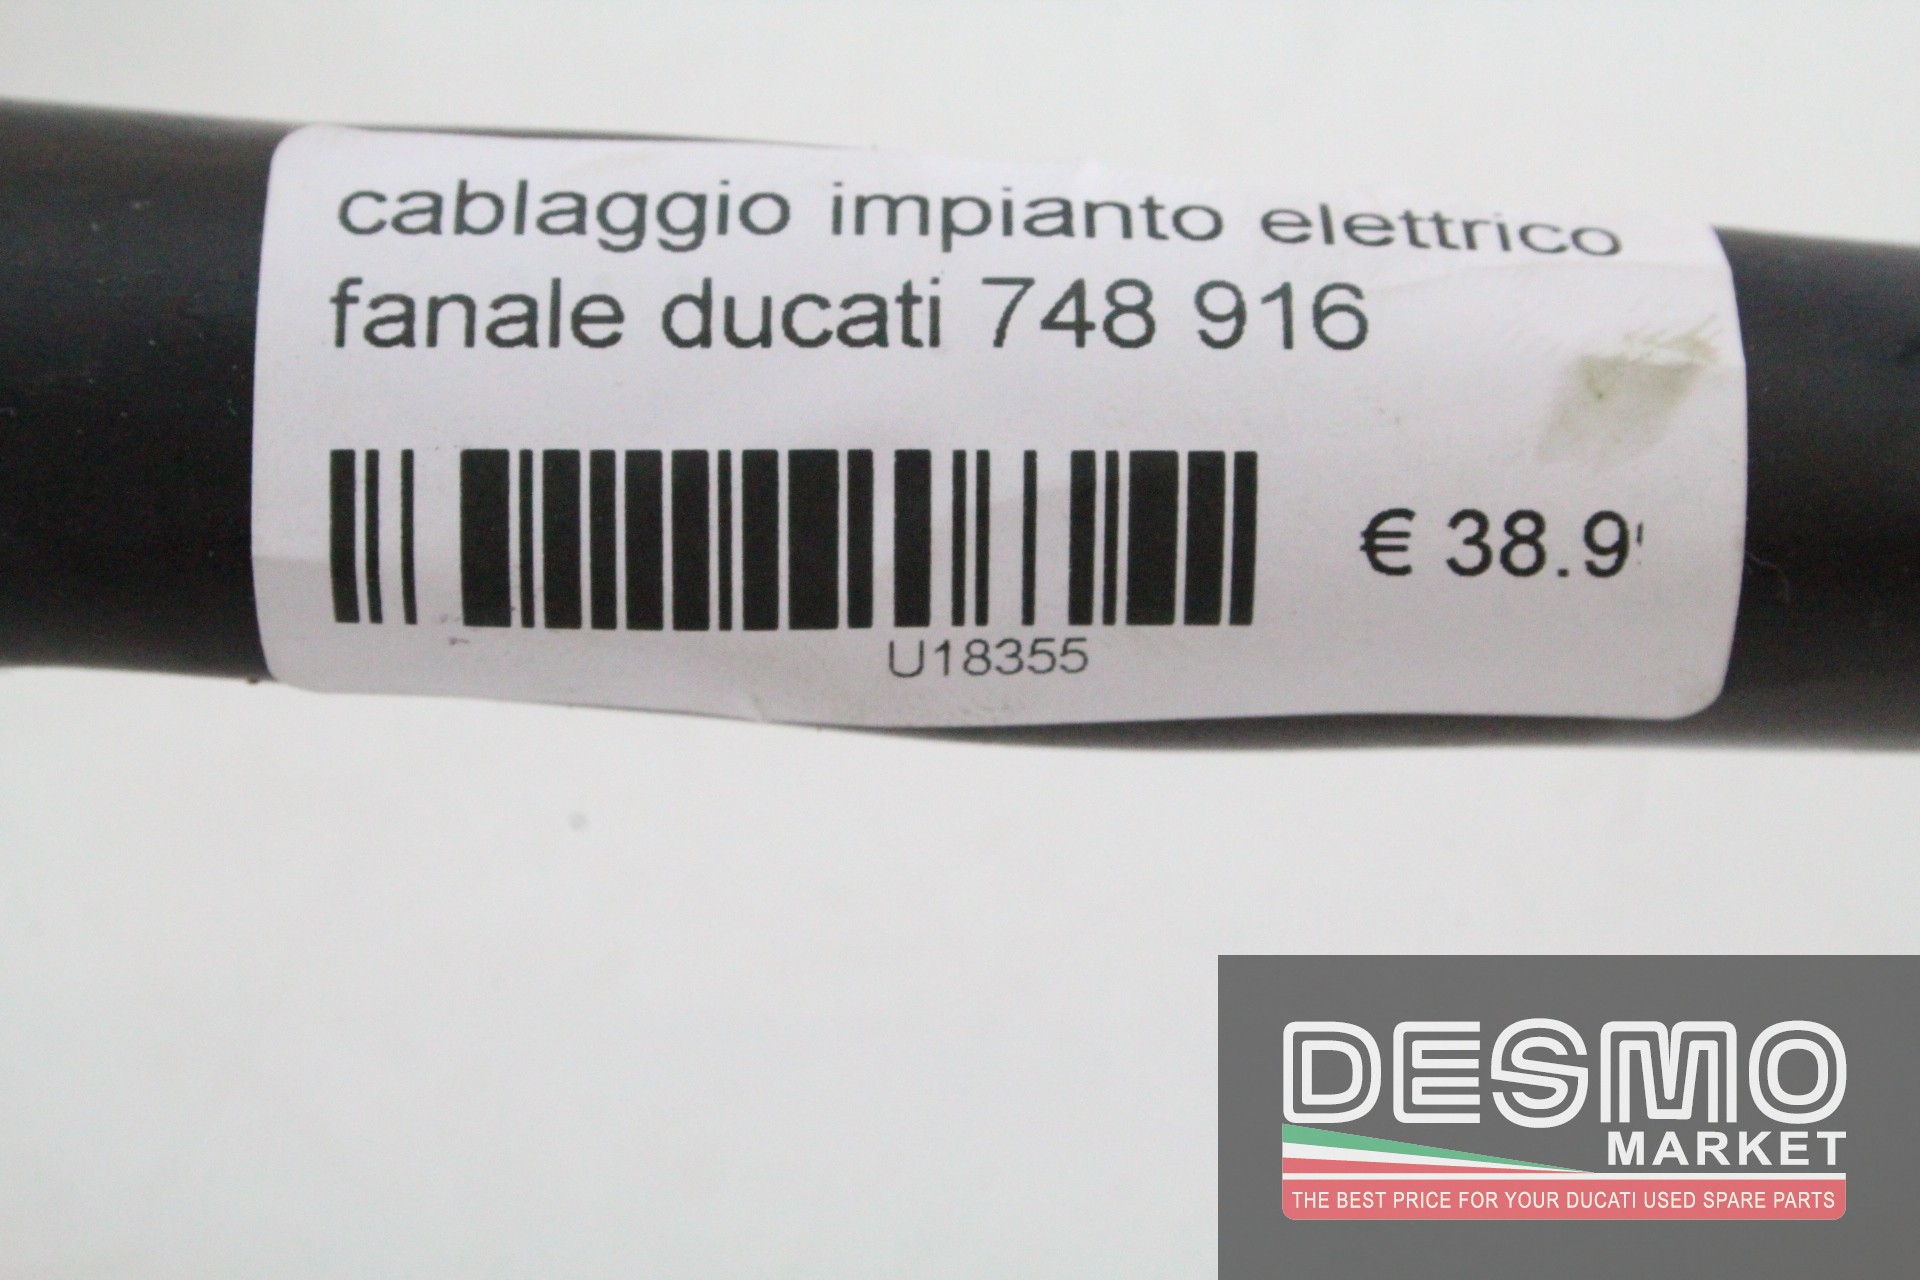 cablaggio impianto elettrico
fanale ducati 748 916
€ 38.9
U18355
DESMO
MARKET
THE BEST PRICE FOR YOUR DUCATI USED SPARE PARTS